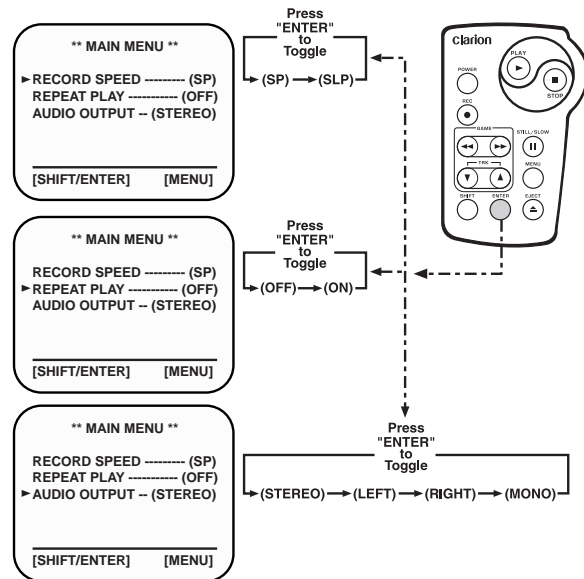 ** MAIN MENU **
RECORD SPEED --------- (SP)
REPEAT PLAY ----------- (OFF)
AUDIO OUTPUT -- (STEREO)
[SHIFT/ENTER] [MENU]
Press
"ENTER"
to
Toggle
(SP) (SLP)
clarion
PLAY
POWER
STOP
REC
GAME
STILL/SLOW
TRK
MENU
SHIFT ENTER EJECT
** MAIN MENU **
RECORD SPEED --------- (SP)
REPEAT PLAY ----------- (OFF)
AUDIO OUTPUT -- (STEREO)
[SHIFT/ENTER] [MENU]
Press
"ENTER"
to
Toggle
(OFF) (ON)
** MAIN MENU **
RECORD SPEED --------- (SP)
REPEAT PLAY ----------- (OFF)
AUDIO OUTPUT -- (STEREO)
[SHIFT/ENTER] [MENU]
Press
"ENTER"
to
Toggle
(STEREO) (LEFT) (RIGHT) (MONO)